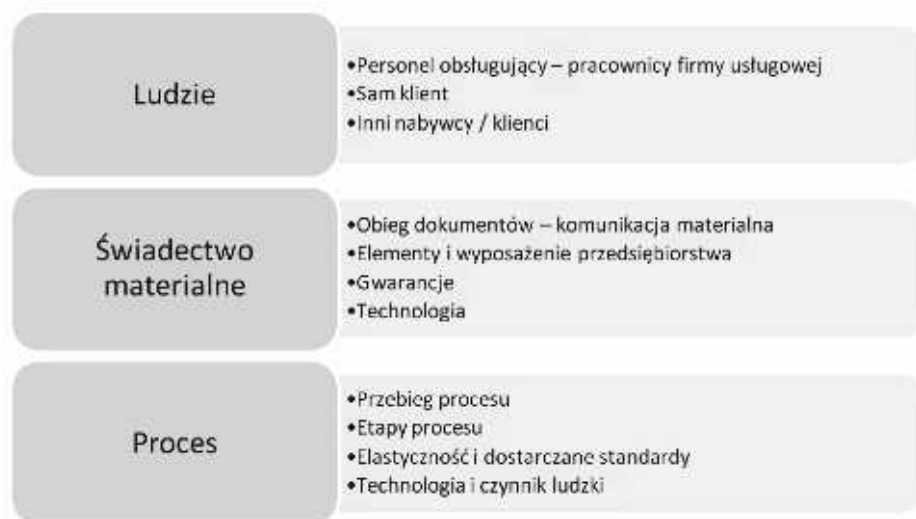 Ludzie
•Personel obsługujący – pracownicy firmy usługowej
•Sam klient
•Inni nabywcy / klienci
Świadectwo
materialne
•Obieg dokumentów – komunikacja materialna
•Elementy i wyposażenie przedsiębiorstwa
•Gwarancje
•Technologia
Proces
•Przebieg procesu
•Etapy procesu
•Elastyczność i dostarczane standardy
•Technologia i czynnik ludzki